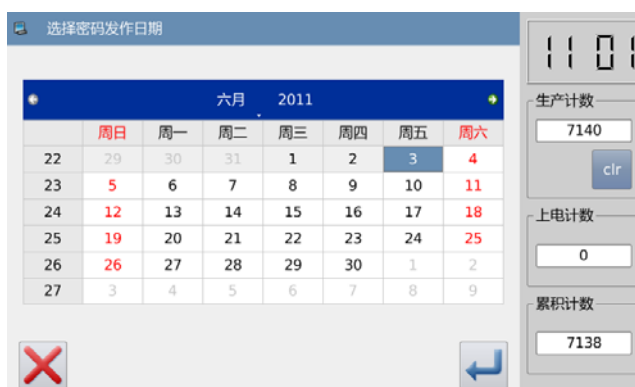 选择密码发作日期
六月 2011
周日 周一 周二 周三 周四 周五 周六
22 29 30 31 1 2 3 4
23 5 6 7 8 9 10 11
24 12 13 14 15 16 17 18
25 19 20 21 22 23 24 25
26 26 27 28 29 30 1 2
27 3 4 5 6 7 8 9
11 01
生产计数
7140
clr
上电计数
0
累积计数
7138